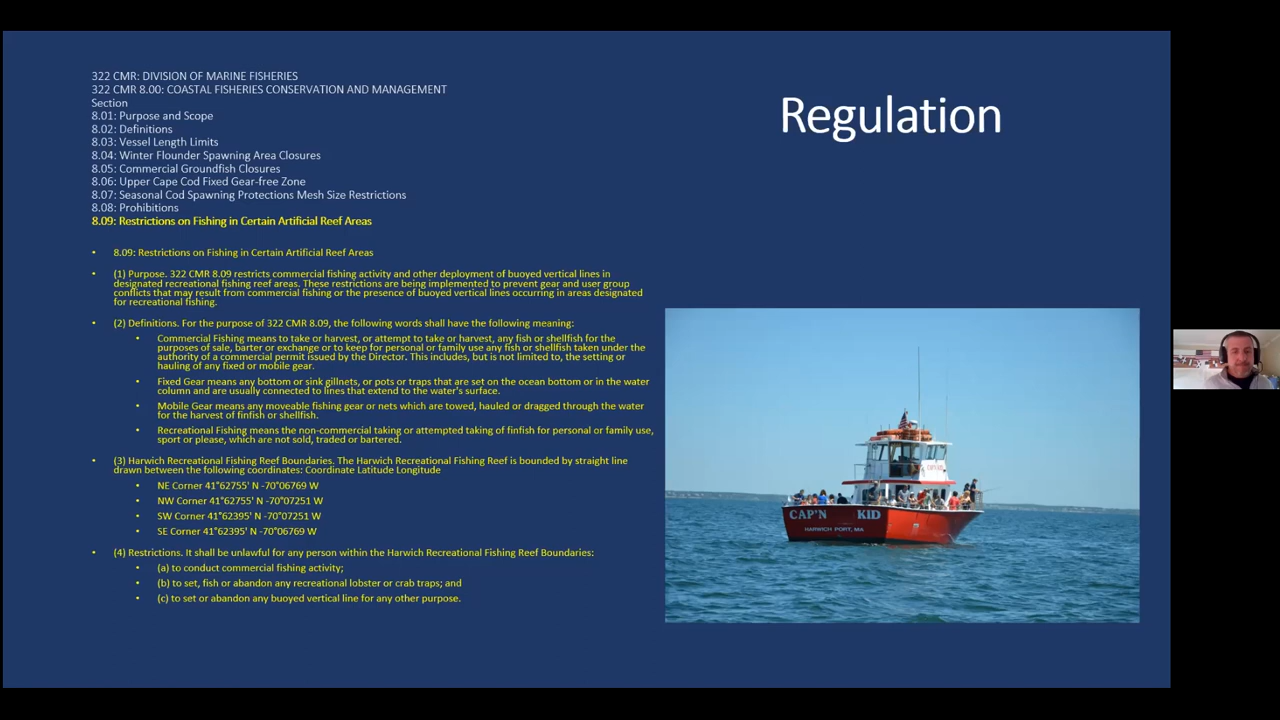 322 CMR: DIVISION OF MARINE FISHERIES
322 CMR 8.00: COASTAL FISHERIES CONSERVATION AND MANAGEMENT
Section
8.01: Purpose and Scope
8.02: Definitions
8.03: Vessel Length Limits
8.04: Winter Flounder Spawning Area Closures
8.05: Commercial Groundfish Closures
8.06: Upper Cape Cod Fixed Gear-free Zone
8.07: Seasonal Cod Spawning Protections Mesh Size Restrictions
8.08: Prohibitions
8.09: Restrictions on Fishing in Certain Artificial Reef Areas
Regulation
• 8.09: Restrictions on Fishing in Certain Artificial Reef Areas
• (1) Purpose. 322 CMR 8.09 restricts commercial fishing activity and other deployment of buoyed vertical lines in
designated recreational fishing reef areas. These restrictions are being implemented to prevent gear and user group
conflicts that may result from commercial fishing or the presence of buoyed vertical lines occurring in areas designated
for recreational fishing.
• (2) Definitions. For the purpose of 322 CMR 8.09, the following words shall have the following meaning:
• Commercial Fishing means to take or harvest, or attempt to take or harvest, any fish or shellfish for the
purposes of sale, barter or exchange or to keep for personal or family use any fish or shellfish taken under the
authority of a commercial permit issued by the Director. This includes, but is not limited to, the setting or
hauling of any fixed or mobile gear.
• Fixed Gear means any bottom or sink gillnets, or pots or traps that are set on the ocean bottom or in the water
column and are usually connected to lines that extend to the water's surface.
• Mobile Gear means any moveable fishing gear or nets which are towed, hauled or dragged through the water
for the harvest of finfish or shellfish.
• Recreational Fishing means the non-commercial taking or attempted taking of finfish for personal or family use,
sport or please, which are not sold, traded or bartered.
• (3) Harwich Recreational Fishing Reef Boundaries. The Harwich Recreational Fishing Reef is bounded by straight line
drawn between the following coordinates: Coordinate Latitude Longitude
• NE Corner 41°62755' N -70°06769 W
• NW Corner 41°62755' N -70°07251 W
• SW Corner 41°62395' N -70°07251 W
• SE Corner 41°62395' N -70°06769 W
• (4) Restrictions. It shall be unlawful for any person within the Harwich Recreational Fishing Reef Boundaries:
• (a) to conduct commercial fishing activity;
• (b) to set, fish or abandon any recreational lobster or crab traps; and
• (c) to set or abandon any buoyed vertical line for any other purpose.
CAP'N KID
HARWICH PORT, MA